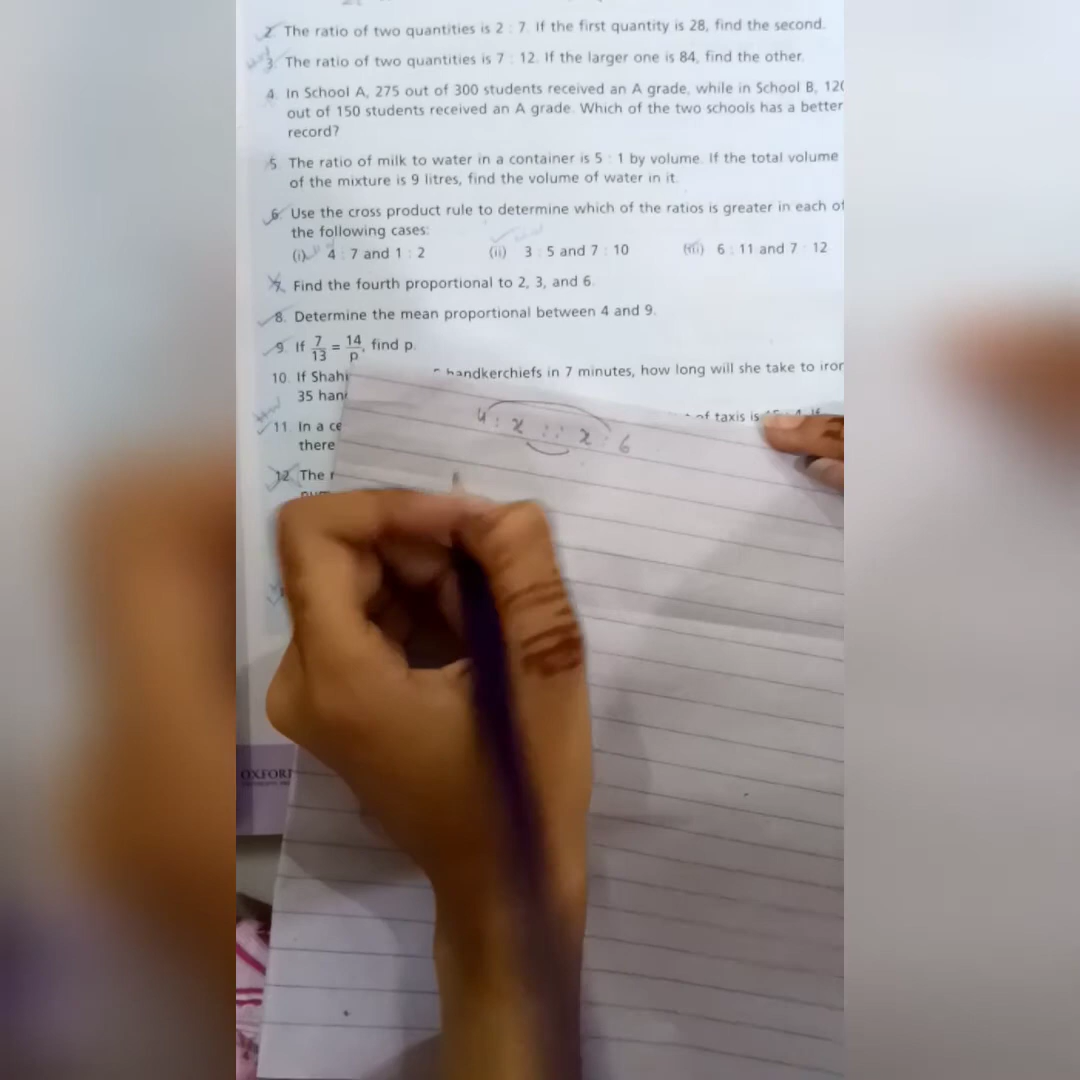 2. The ratio of two quantities is 2 : 7. If the first quantity is 28, find the second.
3. The ratio of two quantities is 7 : 12. If the larger one is 84, find the other.
4. In School A, 275 out of 300 students received an A grade, while in School B, 120
out of 150 students received an A grade. Which of the two schools has a better
record?
5. The ratio of milk to water in a container is 5 : 1 by volume. If the total volume
of the mixture is 9 litres, find the volume of water in it.
6. Use the cross product rule to determine which of the ratios is greater in each of
the following cases:
(i) 4 : 7 and 1 : 2 (ii) 3 : 5 and 7 : 10 (iii) 6 : 11 and 7 : 12
7. Find the fourth proportional to 2, 3, and 6.
8. Determine the mean proportional between 4 and 9.
9. If 7/13 = 14/p, find p.
10. If Shahi handkerchiefs in 7 minutes, how long will she take to iron
35 han
11. In a ce of taxis is
there
12. The r
4 : x :: x : 6
OXFOR